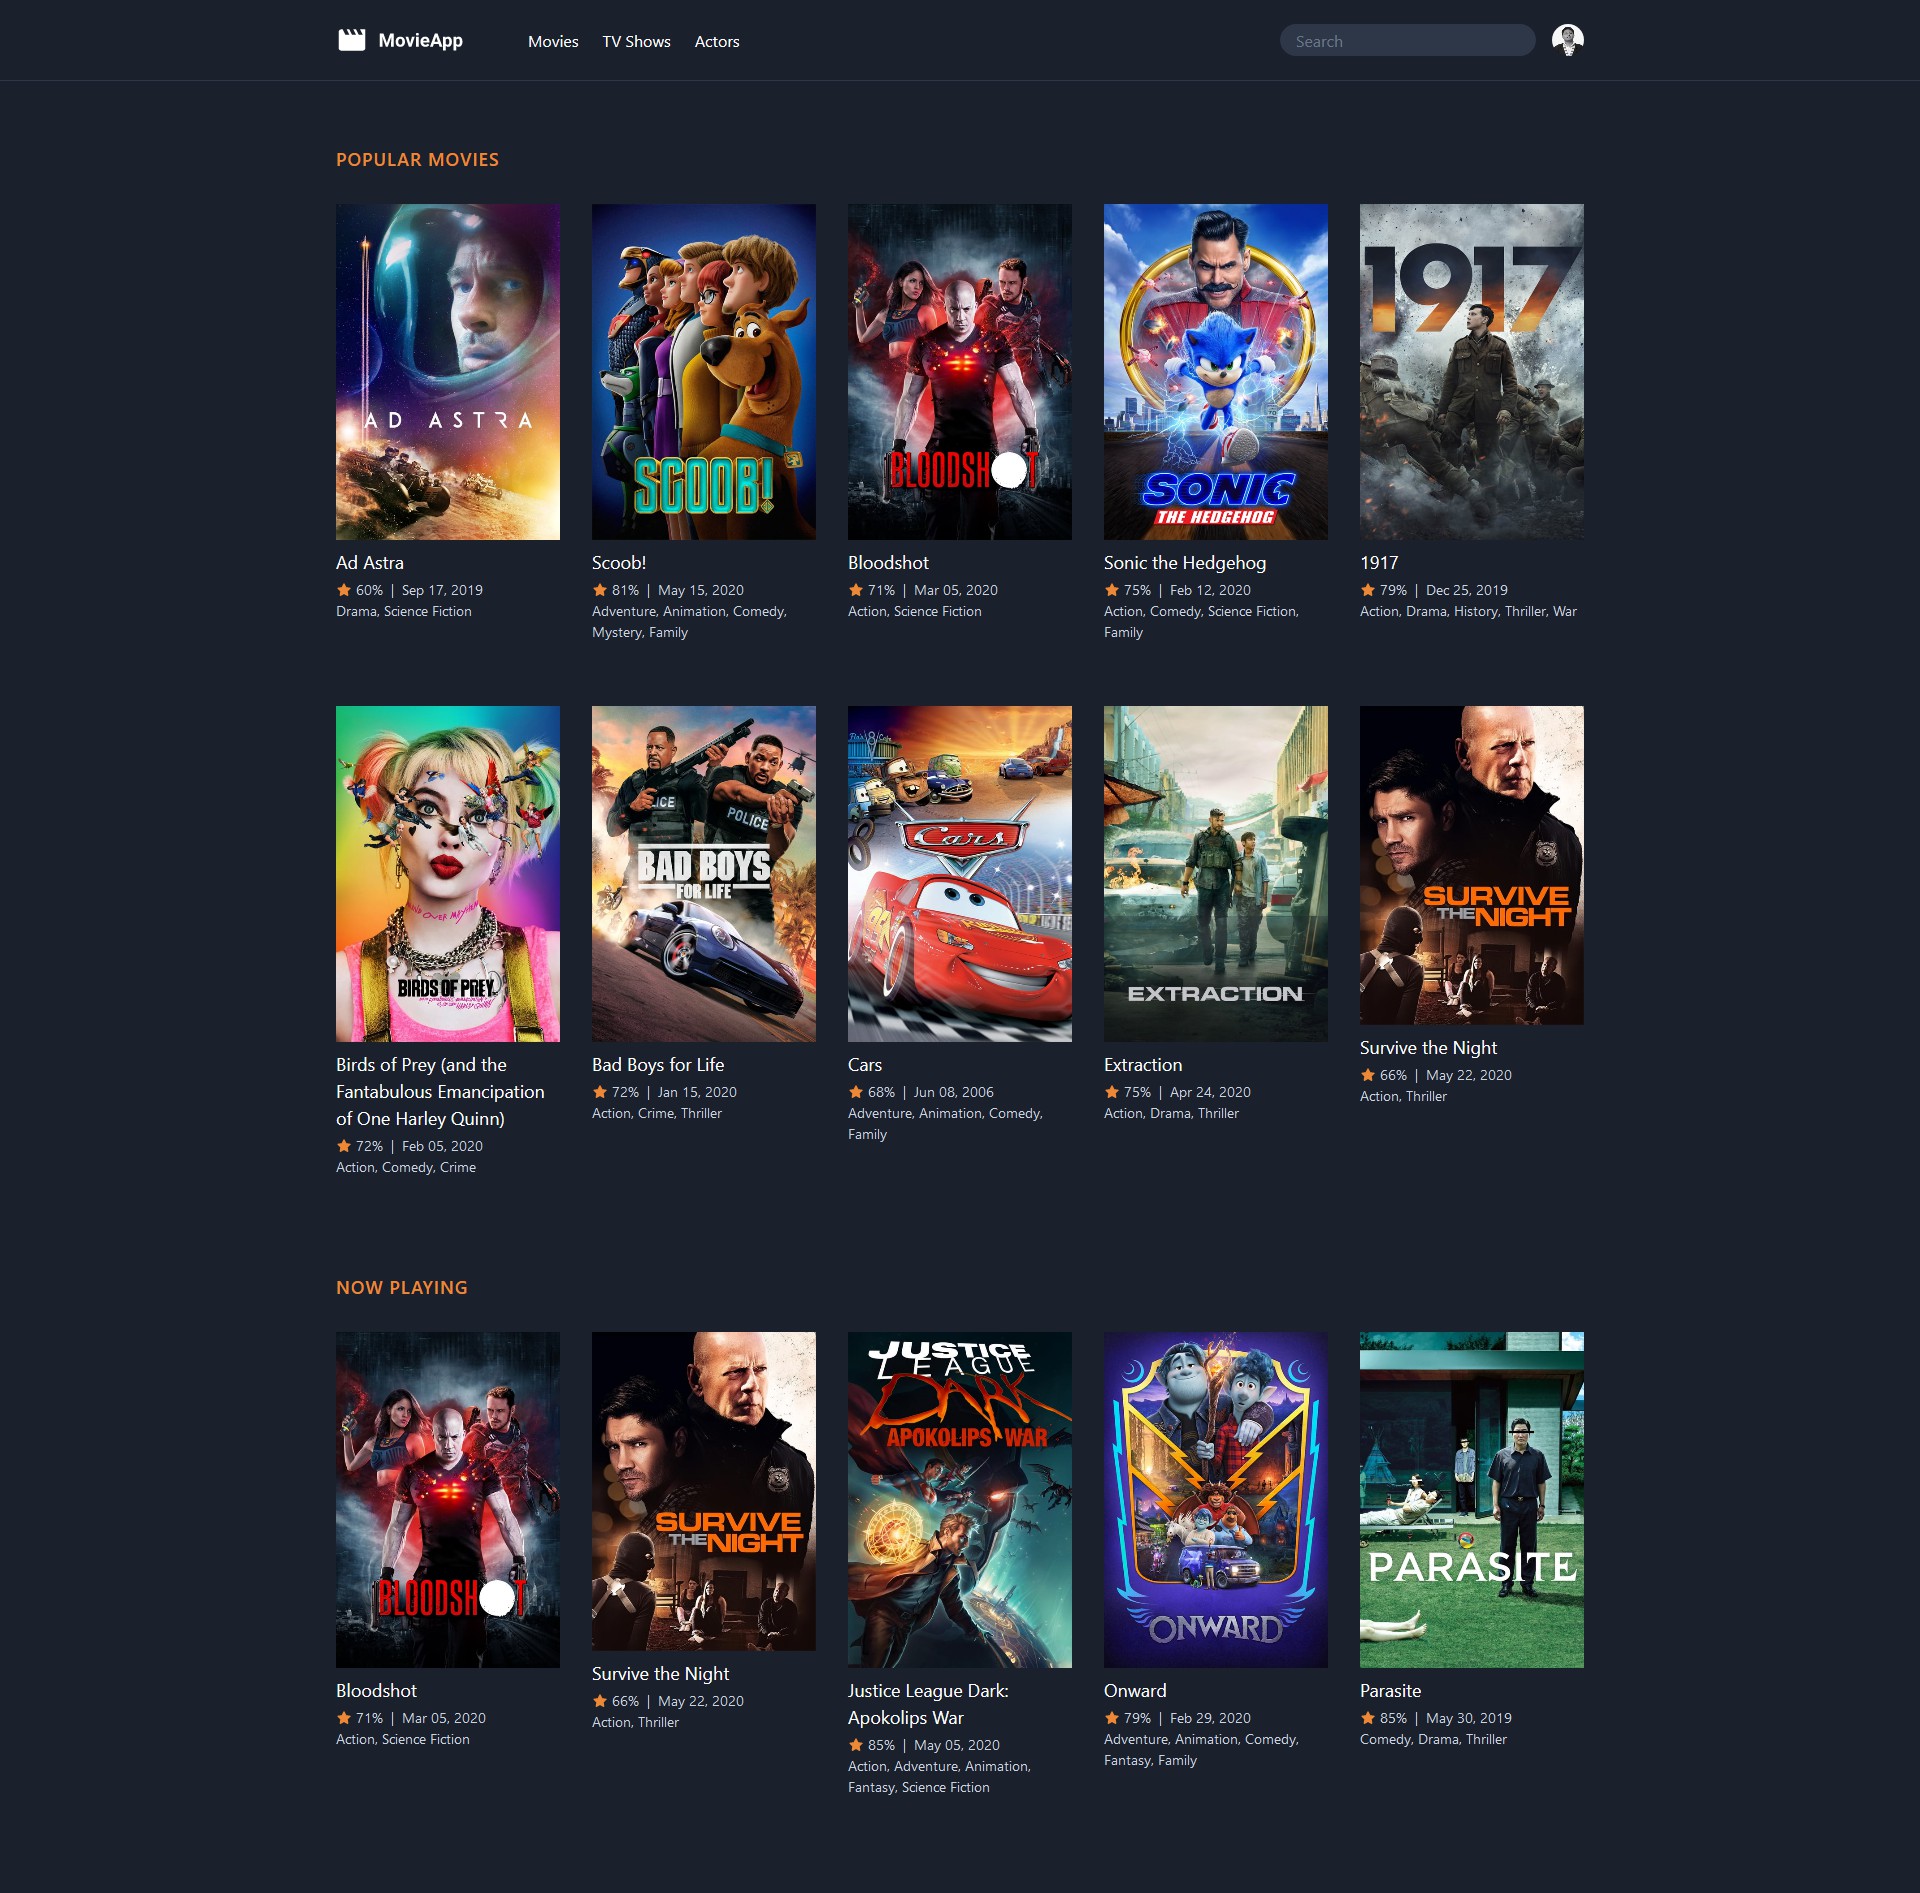 MovieApp
Movies TV Shows Actors
Search
POPULAR MOVIES
AD ASTRA
SCOOB!
BLOODSHOT
SONIC
THE HEDGEHOG
1917
Ad Astra
60% | Sep 17, 2019
Drama, Science Fiction
Scoob!
81% | May 15, 2020
Adventure, Animation, Comedy,
Mystery, Family
Bloodshot
71% | Mar 05, 2020
Action, Science Fiction
Sonic the Hedgehog
75% | Feb 12, 2020
Action, Comedy, Science Fiction,
Family
1917
79% | Dec 25, 2019
Action, Drama, History, Thriller, War
BIRDS OF PREY
POLICE
BAD BOYS
FOR LIFE
Cars
EXTRACTION
SURVIVE
THE NIGHT
Birds of Prey (and the
Fantabulous Emancipation
of One Harley Quinn)
72% | Feb 05, 2020
Action, Comedy, Crime
Bad Boys for Life
72% | Jan 15, 2020
Action, Crime, Thriller
Cars
68% | Jun 08, 2006
Adventure, Animation, Comedy,
Family
Extraction
75% | Apr 24, 2020
Action, Drama, Thriller
Survive the Night
66% | May 22, 2020
Action, Thriller
NOW PLAYING
BLOODSHOT
SURVIVE
THE NIGHT
JUSTICE
LEAGUE
DARK
APOKOLIPS WAR
ONWARD
PARASITE
Bloodshot
71% | Mar 05, 2020
Action, Science Fiction
Survive the Night
66% | May 22, 2020
Action, Thriller
Justice League Dark:
Apokolips War
85% | May 05, 2020
Action, Adventure, Animation,
Fantasy, Science Fiction
Onward
79% | Feb 29, 2020
Adventure, Animation, Comedy,
Fantasy, Family
Parasite
85% | May 30, 2019
Comedy, Drama, Thriller